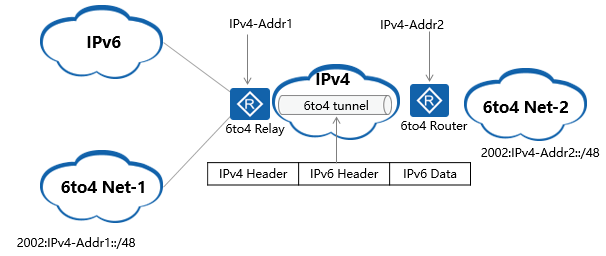 IPv4-Addr1
IPv4-Addr2
IPv6
IPv4
R
6to4 tunnel
R
6to4 Relay
6to4 Router
6to4 Net-2
2002:IPv4-Addr2::/48
IPv4 Header
IPv6 Header
IPv6 Data
6to4 Net-1
2002:IPv4-Addr1::/48